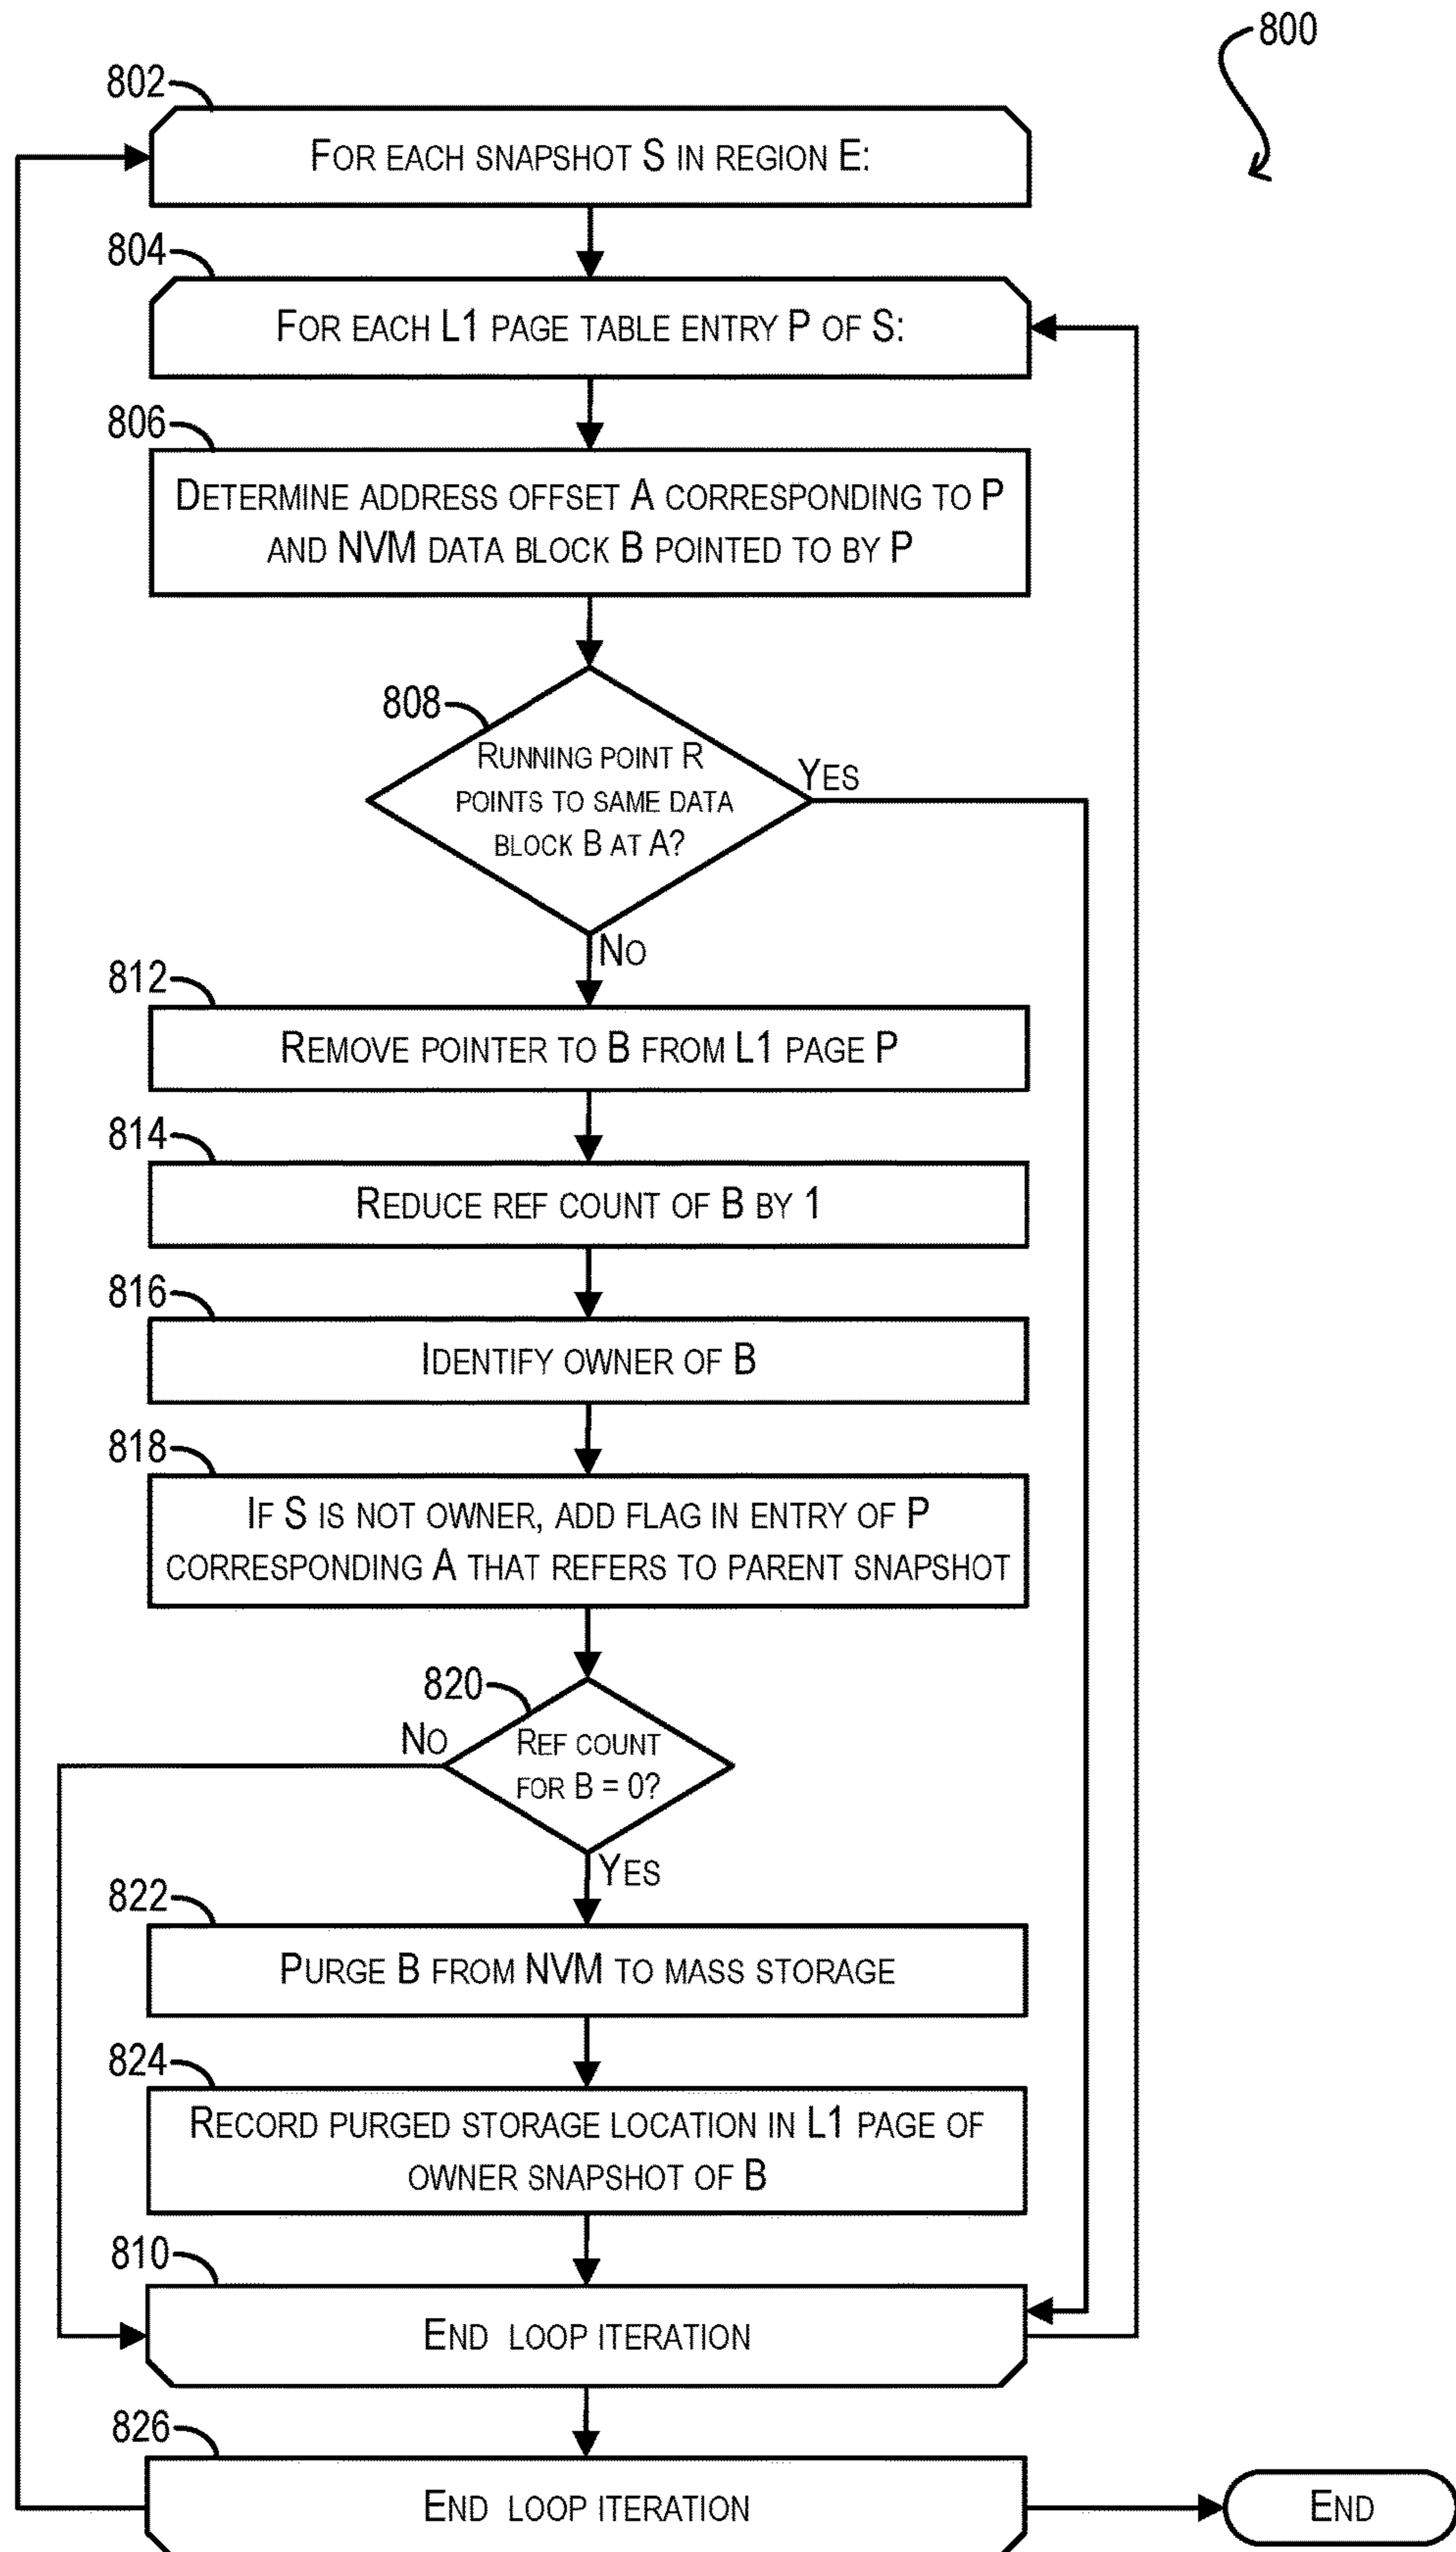 800
802
FOR EACH SNAPSHOT S IN REGION E:
804
FOR EACH L1 PAGE TABLE ENTRY P OF S:
806
DETERMINE ADDRESS OFFSET A CORRESPONDING TO P
AND NVM DATA BLOCK B POINTED TO BY P
808
RUNNING POINT R
POINTS TO SAME DATA
BLOCK B AT A?
YES
NO
812
REMOVE POINTER TO B FROM L1 PAGE P
814
REDUCE REF COUNT OF B BY 1
816
IDENTIFY OWNER OF B
818
IF S IS NOT OWNER, ADD FLAG IN ENTRY OF P
CORRESPONDING A THAT REFERS TO PARENT SNAPSHOT
820
NO
REF COUNT
FOR B = 0?
YES
822
PURGE B FROM NVM TO MASS STORAGE
824
RECORD PURGED STORAGE LOCATION IN L1 PAGE OF
OWNER SNAPSHOT OF B
810
END LOOP ITERATION
826
END LOOP ITERATION
END